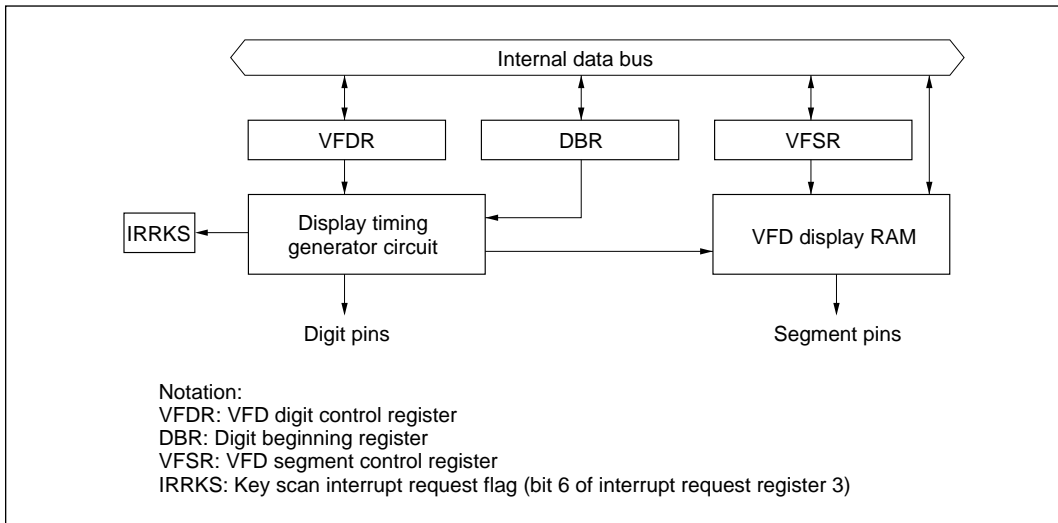 Internal data bus
VFDR
DBR
VFSR
IRRKS
Display timing
generator circuit
VFD display RAM
Digit pins
Segment pins
Notation:
VFDR: VFD digit control register
DBR: Digit beginning register
VFSR: VFD segment control register
IRRKS: Key scan interrupt request flag (bit 6 of interrupt request register 3)